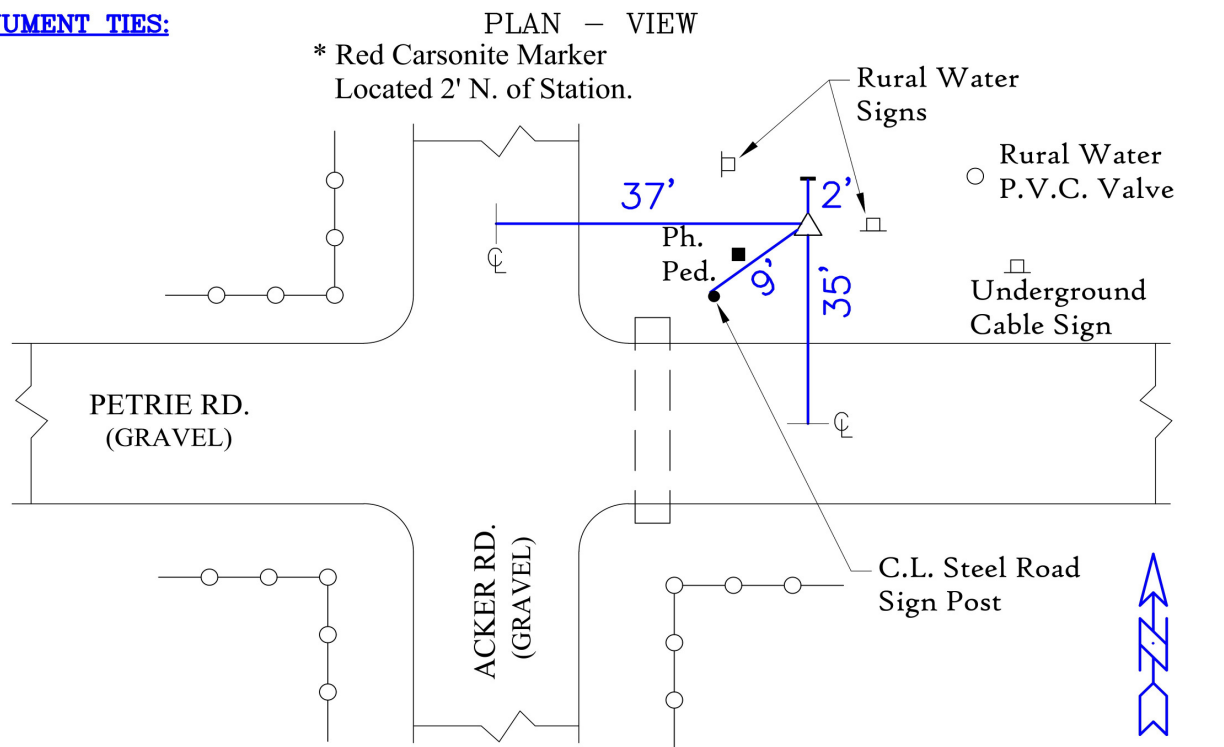 UMENT TIES:
PLAN - VIEW
* Red Carsonite Marker
Located 2' N. of Station.
Rural Water
Signs
Rural Water
P.V.C. Valve
37'
2'
Ph.
Ped.
9'
35'
℄
Underground
Cable Sign
℄
PETRIE RD.
(GRAVEL)
ACKER RD.
(GRAVEL)
C.L. Steel Road
Sign Post
N